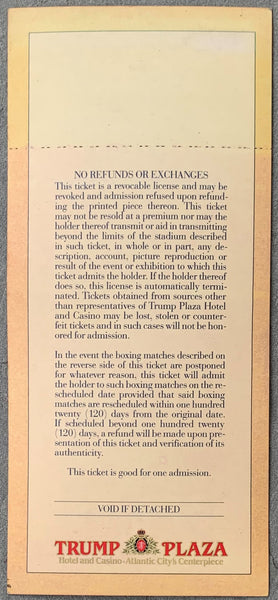 NO REFUNDS OR EXCHANGES
This ticket is a revocable license and may be
revoked and admission refused upon refund-
ing the printed piece thereon. This ticket
may not be resold at a premium nor may the
holder thereof transmit or aid in transmitting
beyond the limits of the stadium described
in such ticket, in whole or in part, any de-
scription, account, picture reproduction or
result of the event or exhibition to which this
ticket admits the holder. If the holder thereof
does so, this license is automatically termi-
nated. Tickets obtained from sources other
than representatives of Trump Plaza Hotel
and Casino may be lost, stolen or counter-
feit tickets and in such cases will not be hon-
ored for admission.
In the event the boxing matches described on
the reverse side of this ticket are postponed
for whatever reason, this ticket will admit
the holder to such boxing matches on the re-
scheduled date provided that said boxing
matches are rescheduled within one hundred
twenty (120) days from the original date.
If scheduled beyond one hundred twenty
(120) days, a refund will be made upon pre-
sentation of this ticket and verification of its
authenticity.
This ticket is good for one admission.
VOID IF DETACHED
TRUMP PLAZA
Hotel and Casino-Atlantic City's Centerpiece